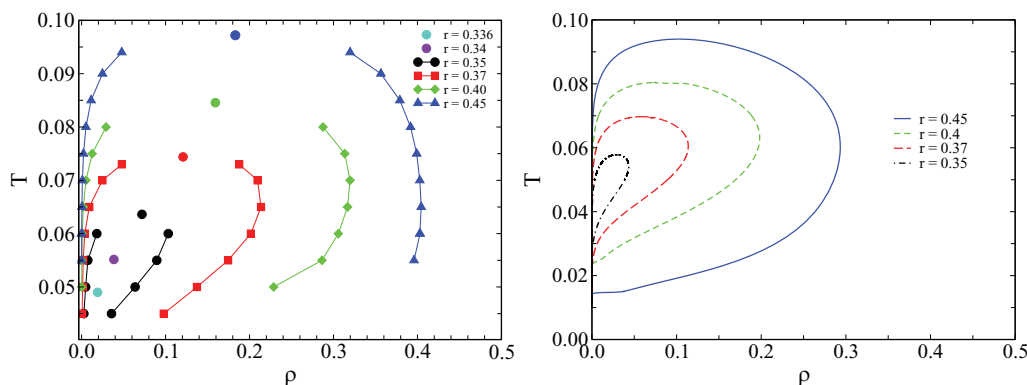 0.10
0.09
0.08
0.07
0.06
0.05
T
r = 0.336
r = 0.34
r = 0.35
r = 0.37
r = 0.40
r = 0.45
0.0 0.1 0.2 0.3 0.4 0.5
ρ
0.10
0.08
0.06
0.04
0.02
0.00
T
r = 0.45
r = 0.4
r = 0.37
r = 0.35
0.0 0.1 0.2 0.3 0.4 0.5
ρ